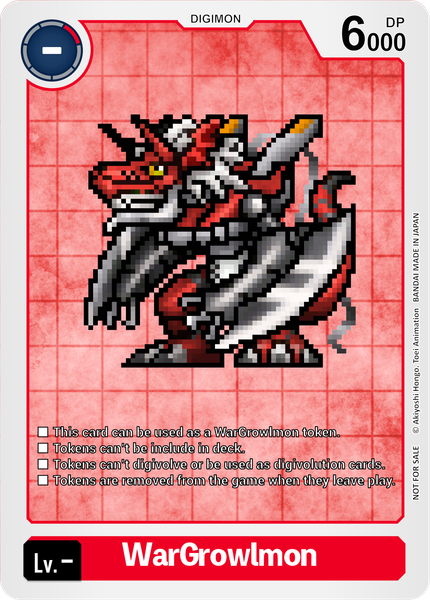 DIGIMON
-
DP
6000
□ This card can be used as a WarGrowlmon token.
□ Tokens can't be include in deck.
□ Tokens can't digivolve or be used as digivolution cards.
□ Tokens are removed from the game when they leave play.
NOT FOR SALE © Akiyoshi Hongo, Toei Animation BANDAI MADE IN JAPAN
Lv.-
WarGrowlmon